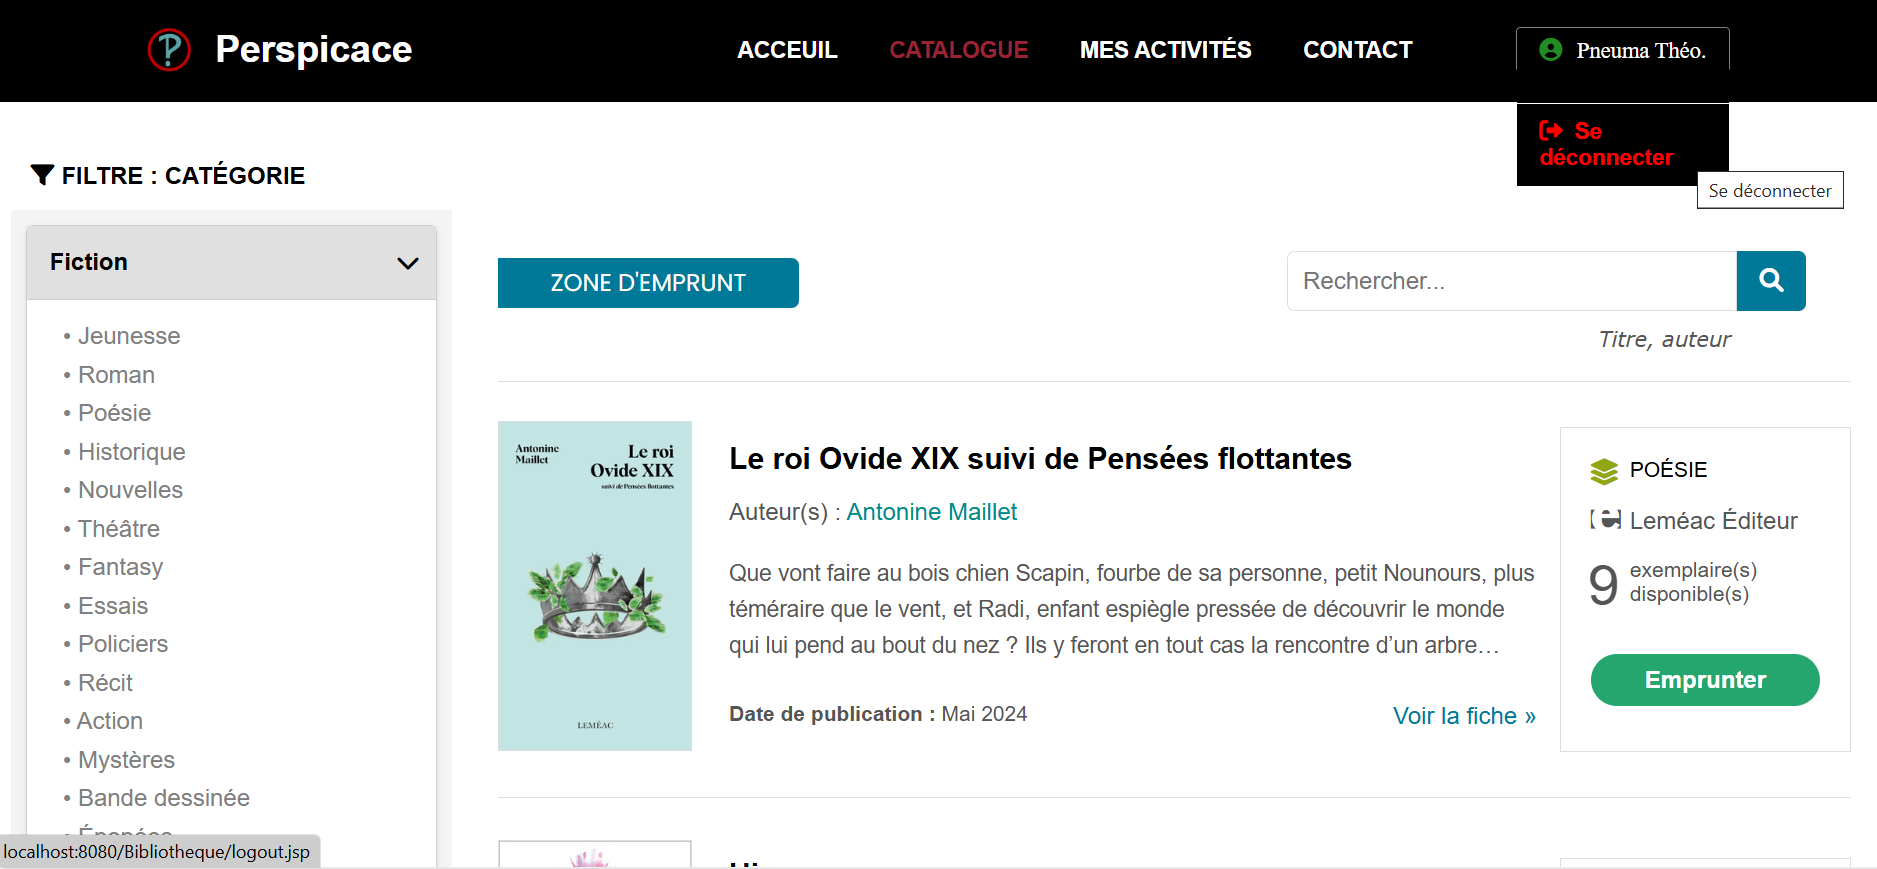 Perspicace
ACCEUIL
CATALOGUE
MES ACTIVITÉS
CONTACT
Pneuma Théo.
Se
déconnecter
Se déconnecter
FILTRE : CATÉGORIE
Fiction
• Jeunesse
• Roman
• Poésie
• Historique
• Nouvelles
• Théâtre
• Fantasy
• Essais
• Policiers
• Récit
• Action
• Mystères
• Bande dessinée
• Épopées
localhost:8080/Bibliotheque/logout.jsp
ZONE D'EMPRUNT
Rechercher...
Titre, auteur
Antonine
Maillet
Le roi
Ovide XIX
suivi de Pensées flottantes
LEMÉAC
Le roi Ovide XIX suivi de Pensées flottantes
Auteur(s) : Antonine Maillet
Que vont faire au bois chien Scapin, fourbe de sa personne, petit Nounours, plus
téméraire que le vent, et Radi, enfant espiègle pressée de découvrir le monde
qui lui pend au bout du nez ? Ils y feront en tout cas la rencontre d’un arbre…
Date de publication : Mai 2024
Voir la fiche »
POÉSIE
Leméac Éditeur
9 exemplaire(s)
disponible(s)
Emprunter